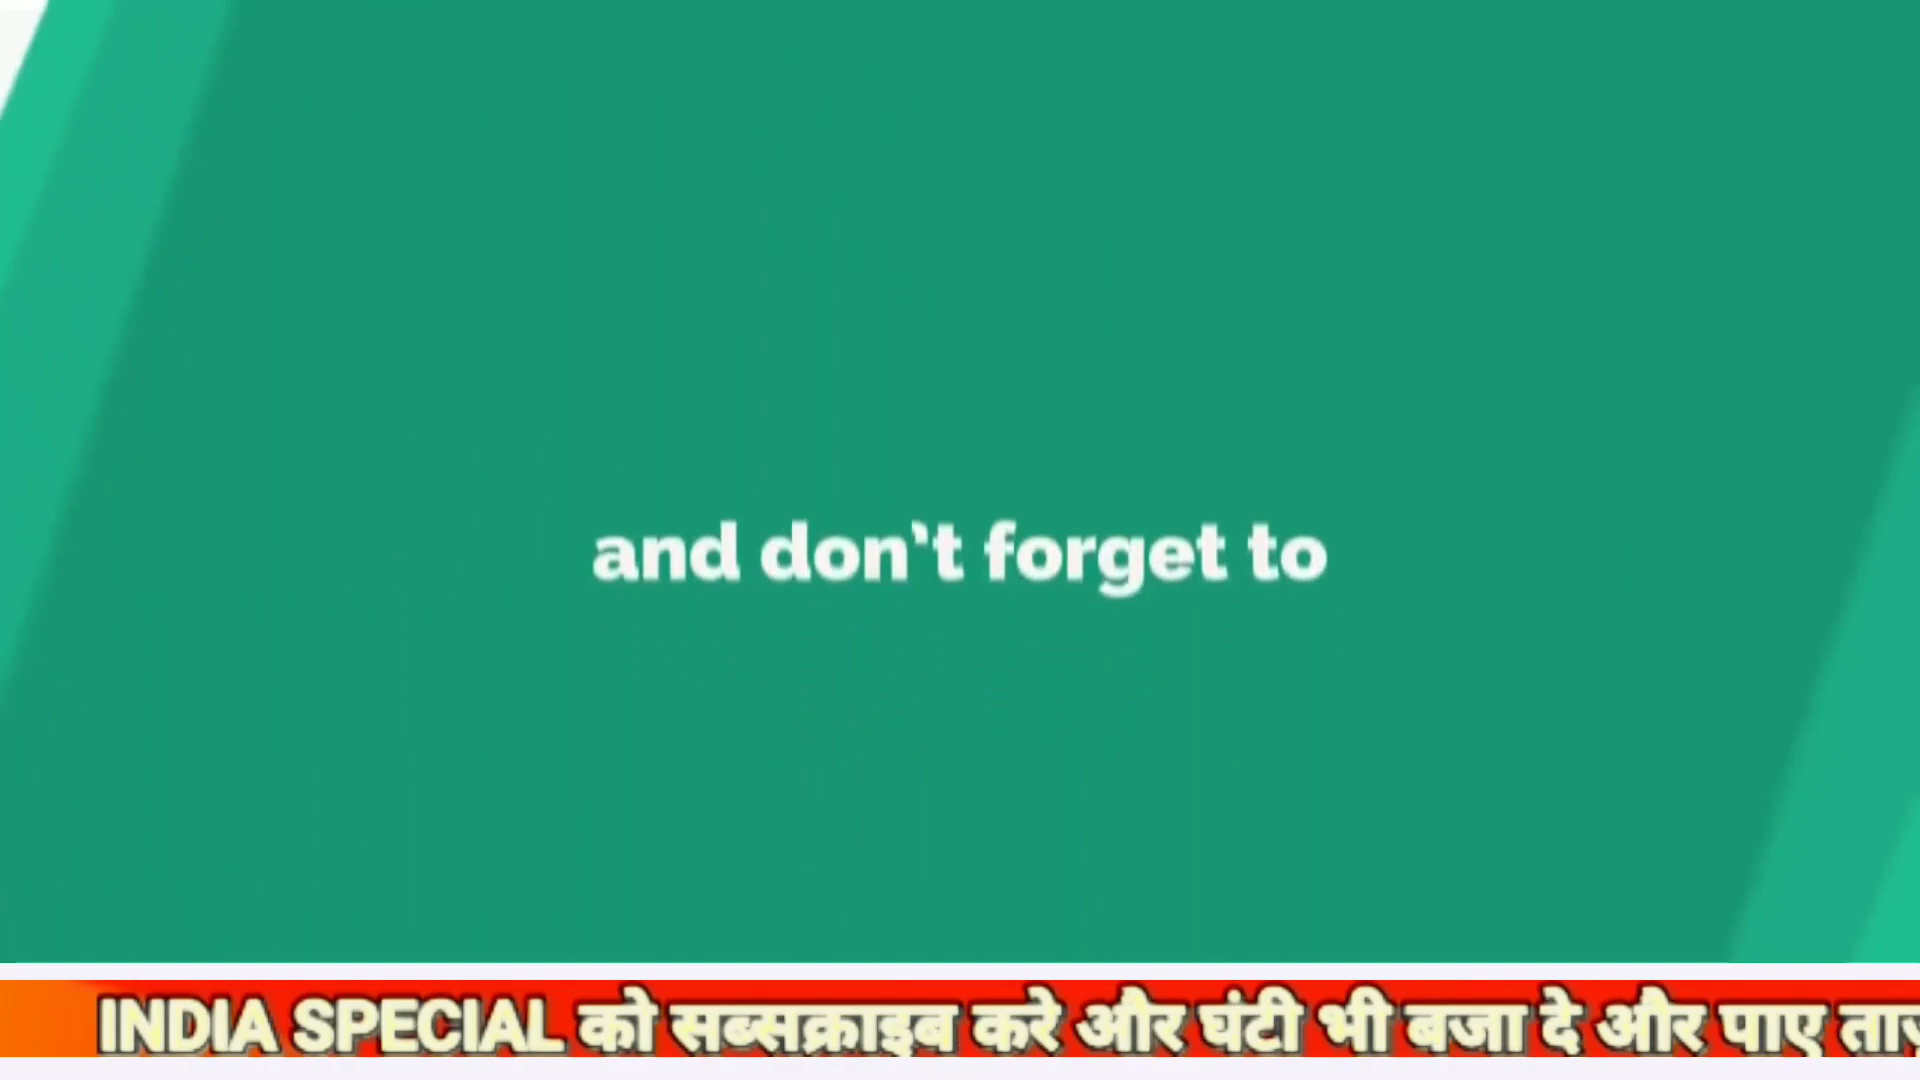 and don't forget to
INDIA SPECIAL को सब्सक्राइब करे और घंटी भी बजा दे और पाए